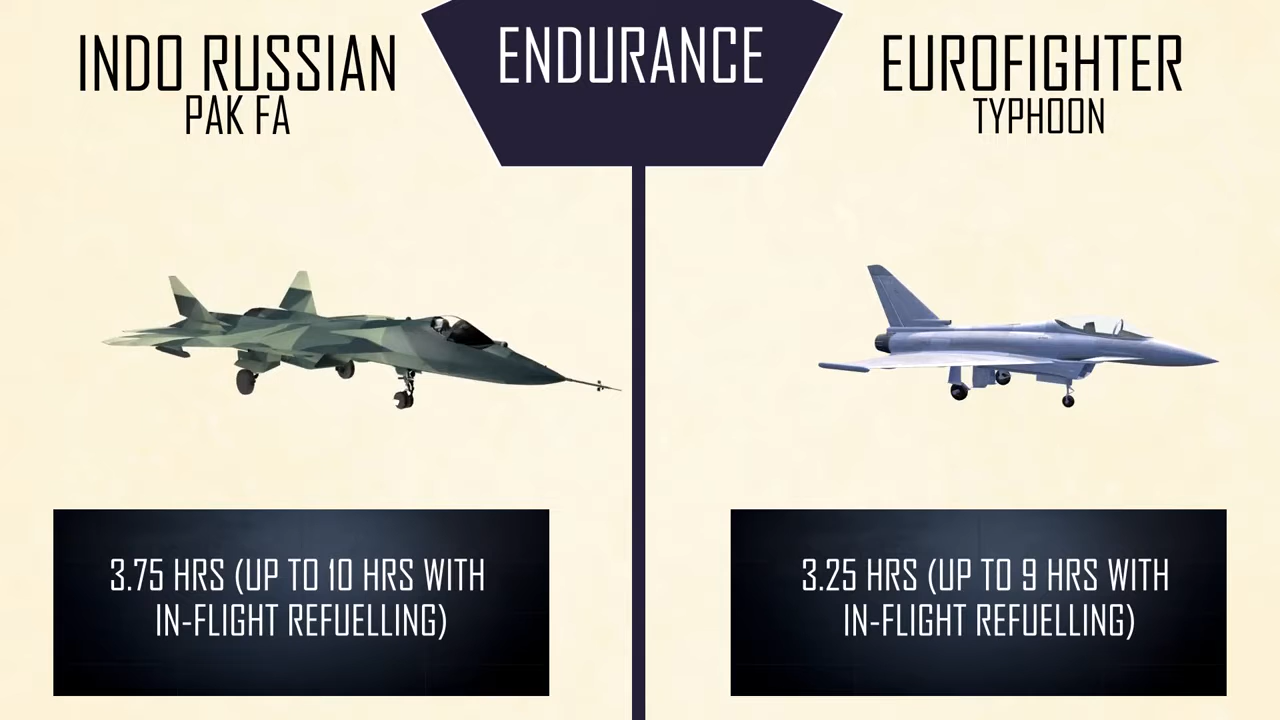 INDO RUSSIAN
PAK FA
ENDURANCE
EUROFIGHTER
TYPHOON
3.75 HRS (UP TO 10 HRS WITH
IN-FLIGHT REFUELLING)
3.25 HRS (UP TO 9 HRS WITH
IN-FLIGHT REFUELLING)